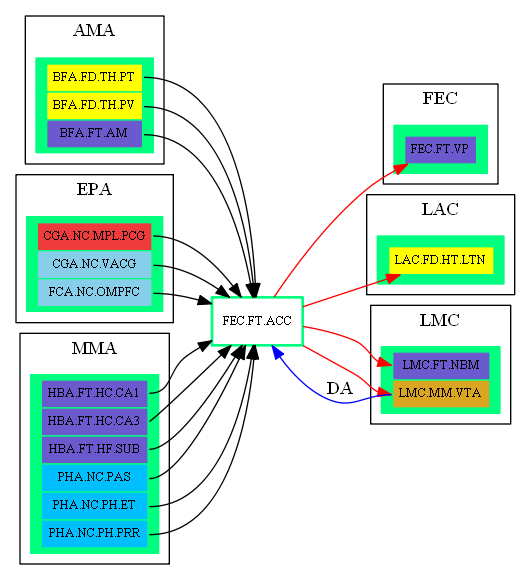 AMA
BFA.FD.TH.PT
BFA.FD.TH.PV
BFA.FT.AM
EPA
CGA.NC.MPL.PCG
CGA.NC.VACG
FCA.NC.OMPFC
MMA
HBA.FT.HC.CA1
HBA.FT.HC.CA3
HBA.FT.HF.SUB
PHA.NC.PAS
PHA.NC.PH.ET
PHA.NC.PH.PRR
FEC.FT.ACC
DA
FEC
FEC.FT.VP
LAC
LAC.FD.HT.LTN
LMC
LMC.FT.NBM
LMC.MM.VTA